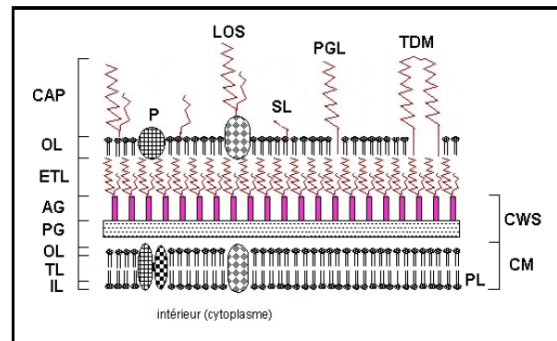 LOS
PGL
TDM
CAP
P
SL
OL
ETL
AG
CWS
PG
OL
CM
TL
PL
IL
intérieur (cytoplasme)